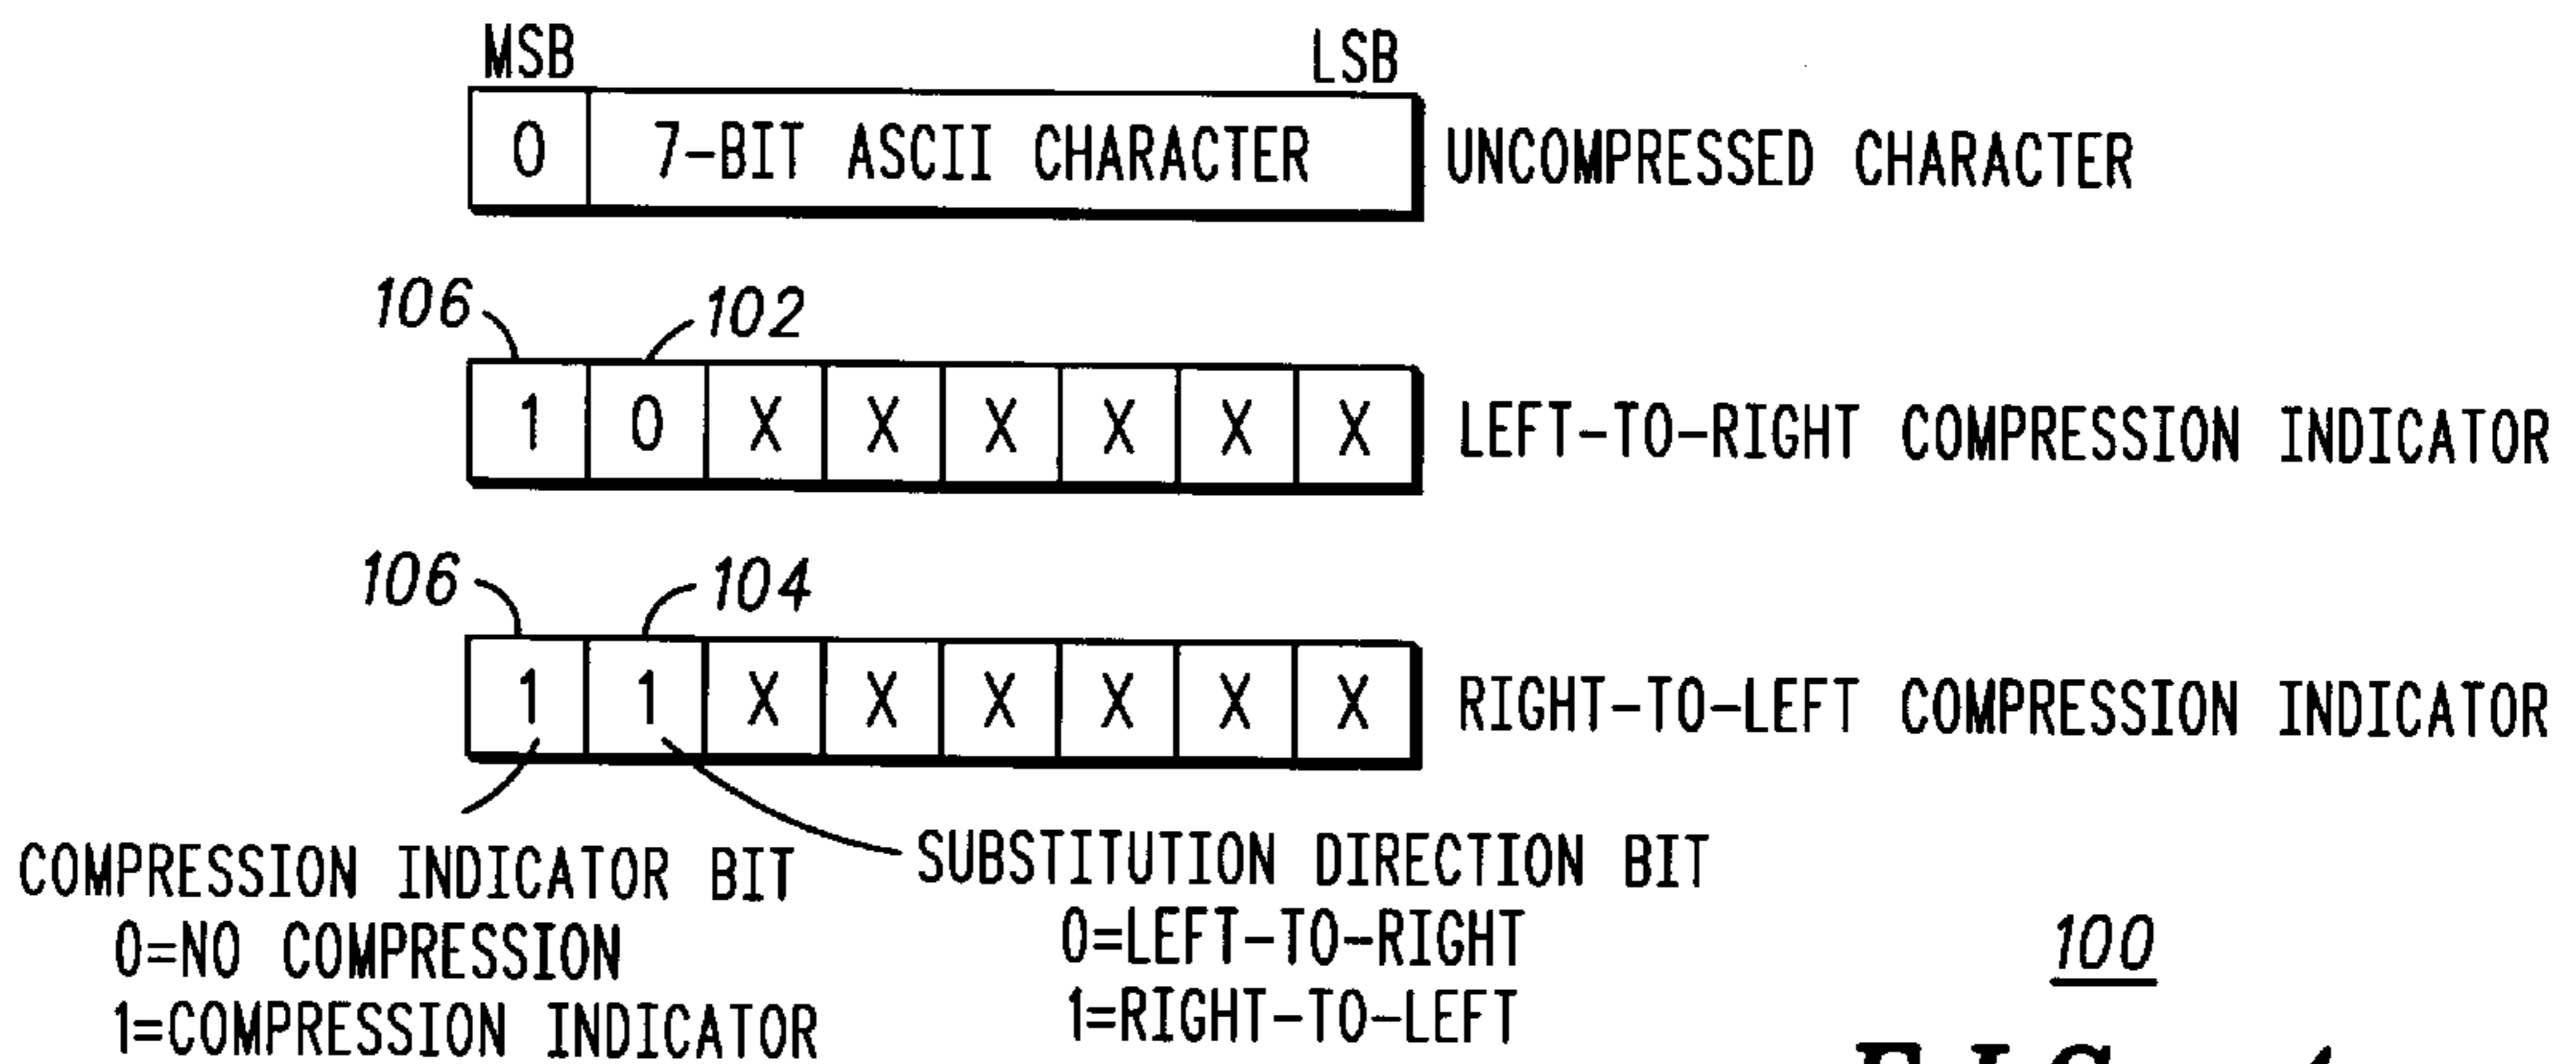 MSB LSB
0 7-BIT ASCII CHARACTER UNCOMPRESSED CHARACTER
106 102
1 0 X X X X X X LEFT-TO-RIGHT COMPRESSION INDICATOR
106 104
1 1 X X X X X X RIGHT-TO-LEFT COMPRESSION INDICATOR
COMPRESSION INDICATOR BIT
0=NO COMPRESSION
1=COMPRESSION INDICATOR
SUBSTITUTION DIRECTION BIT
0=LEFT-TO-RIGHT
1=RIGHT-TO-LEFT
100